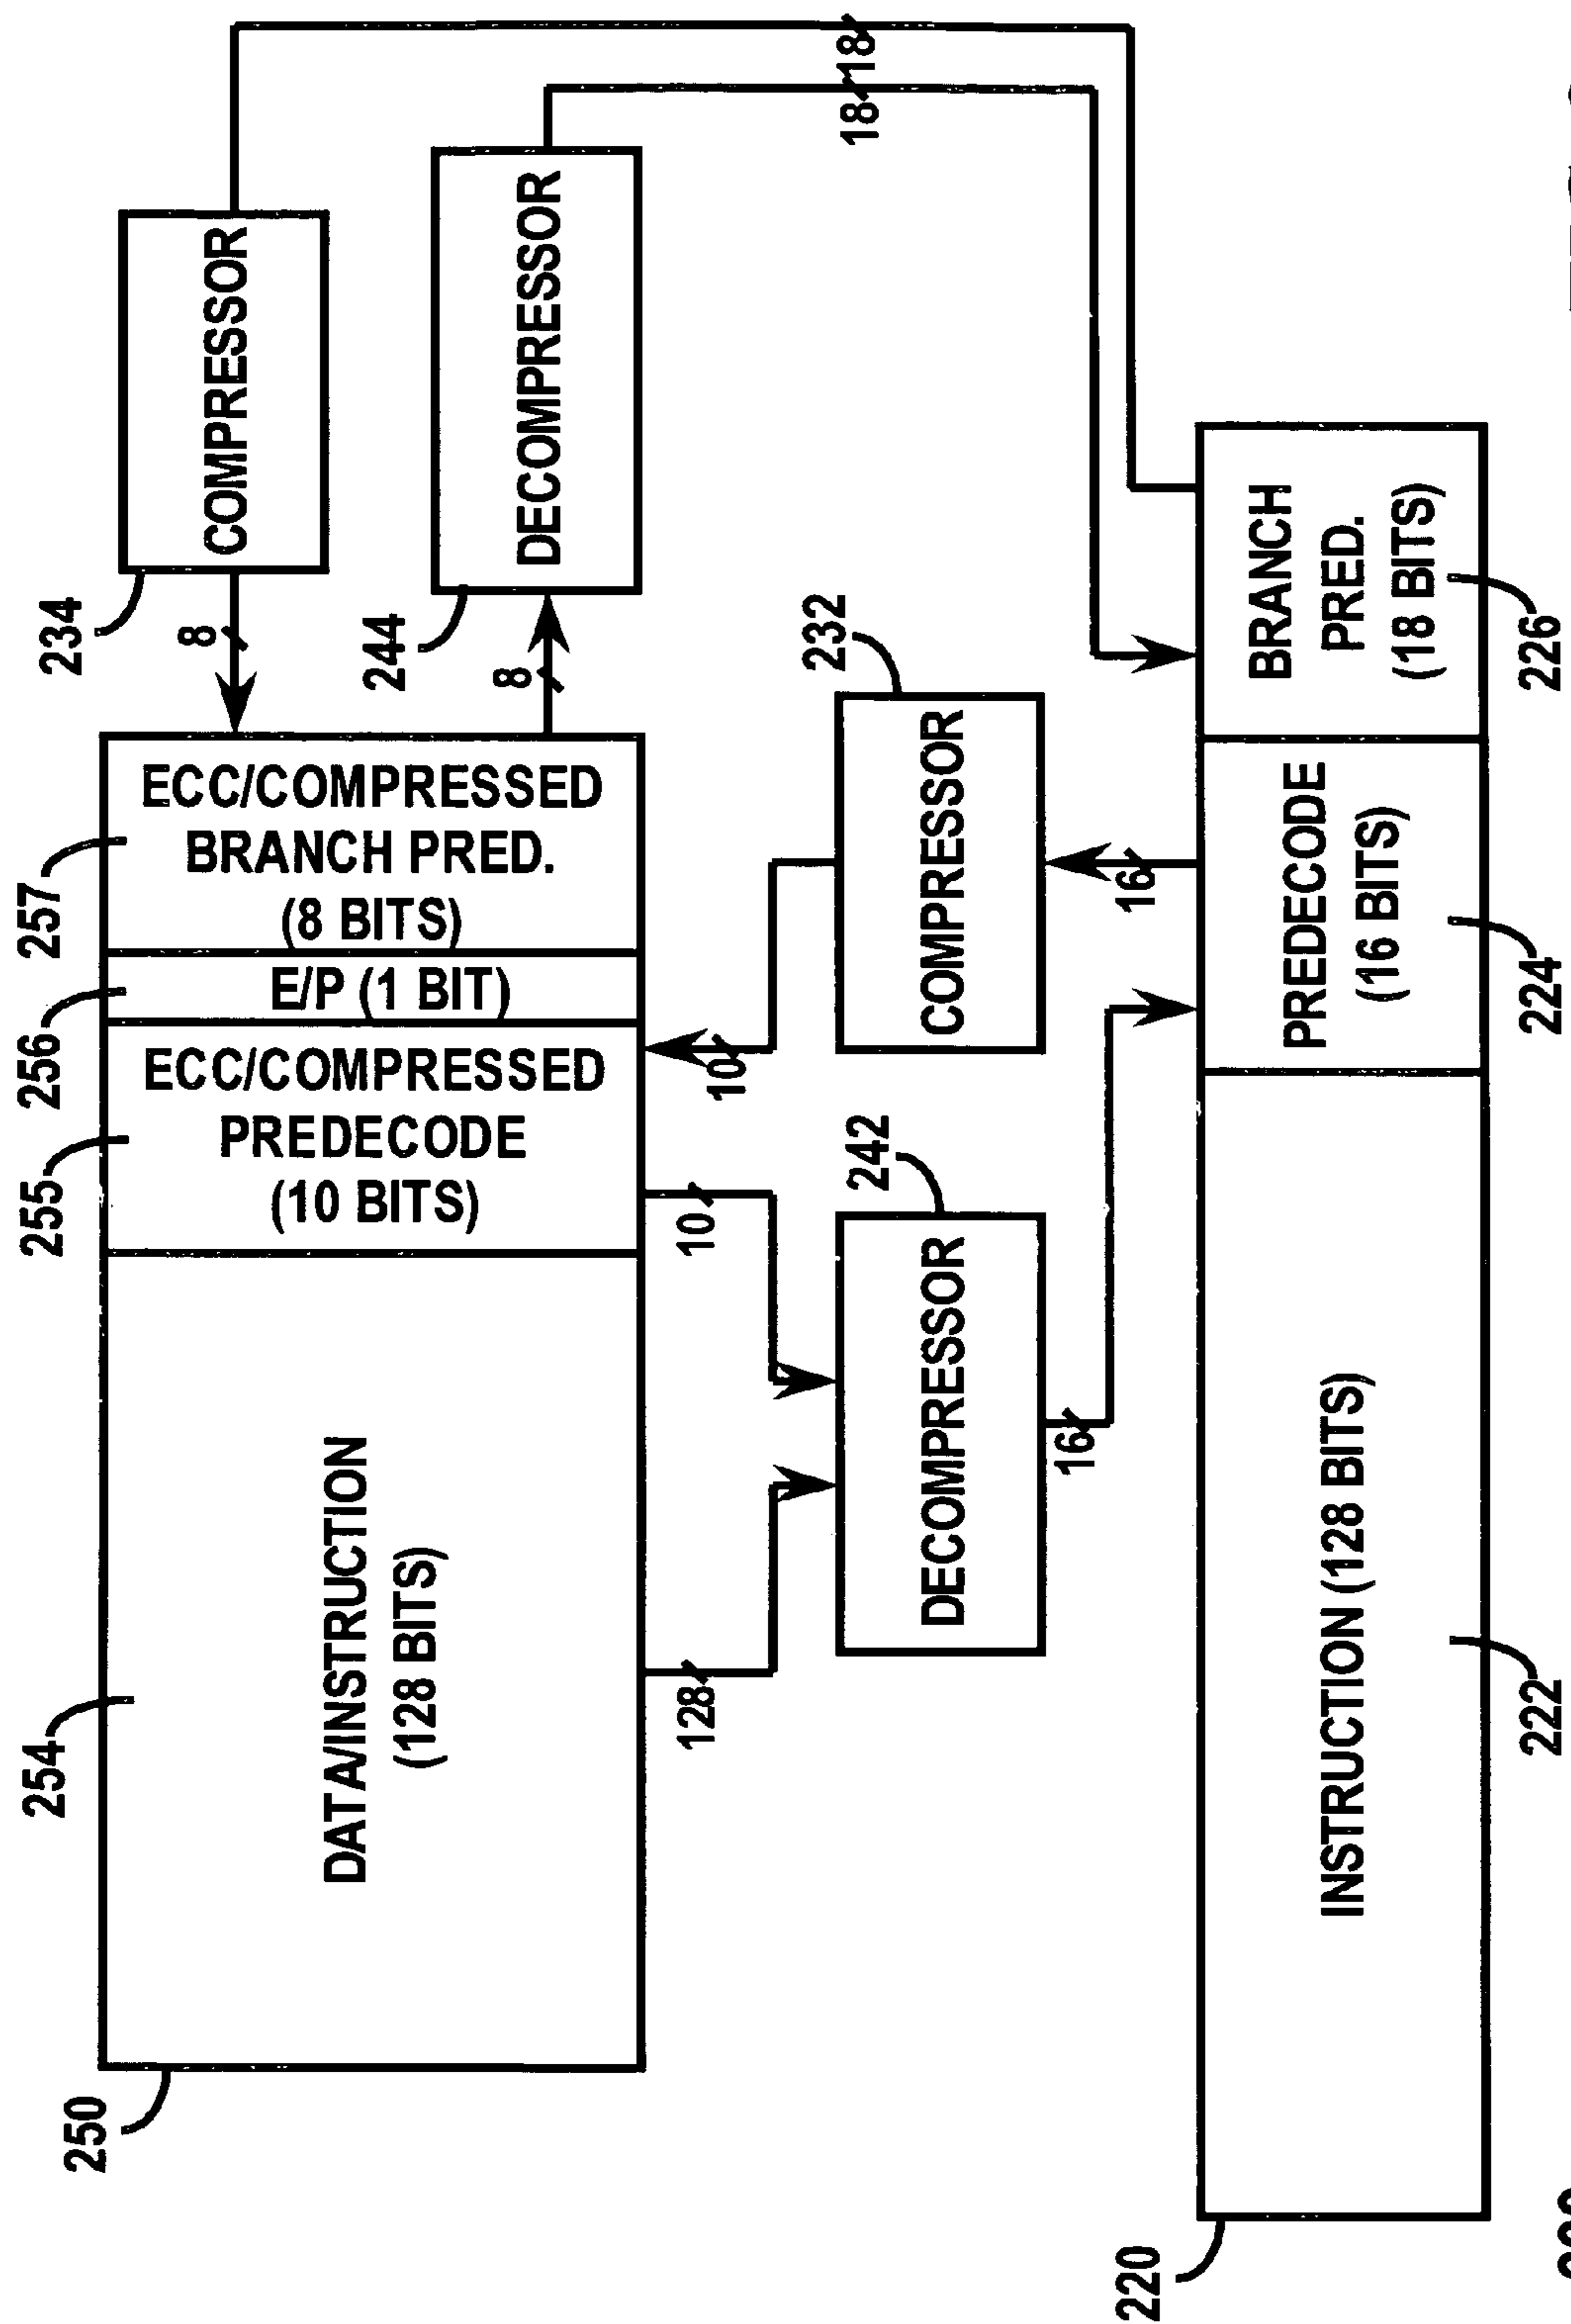 234
COMPRESSOR
18
8
244
DECOMPRESSOR
18
8
257
ECC/COMPRESSED
BRANCH PRED.
(8 BITS)
256
E/P (1 BIT)
255
ECC/COMPRESSED
PREDECODE
(10 BITS)
254
DATA/INSTRUCTION
(128 BITS)
250
232
COMPRESSOR
10
16
242
DECOMPRESSOR
10
128
16
BRANCH
PRED.
(18 BITS)
226
PREDECODE
(16 BITS)
224
INSTRUCTION (128 BITS)
222
220